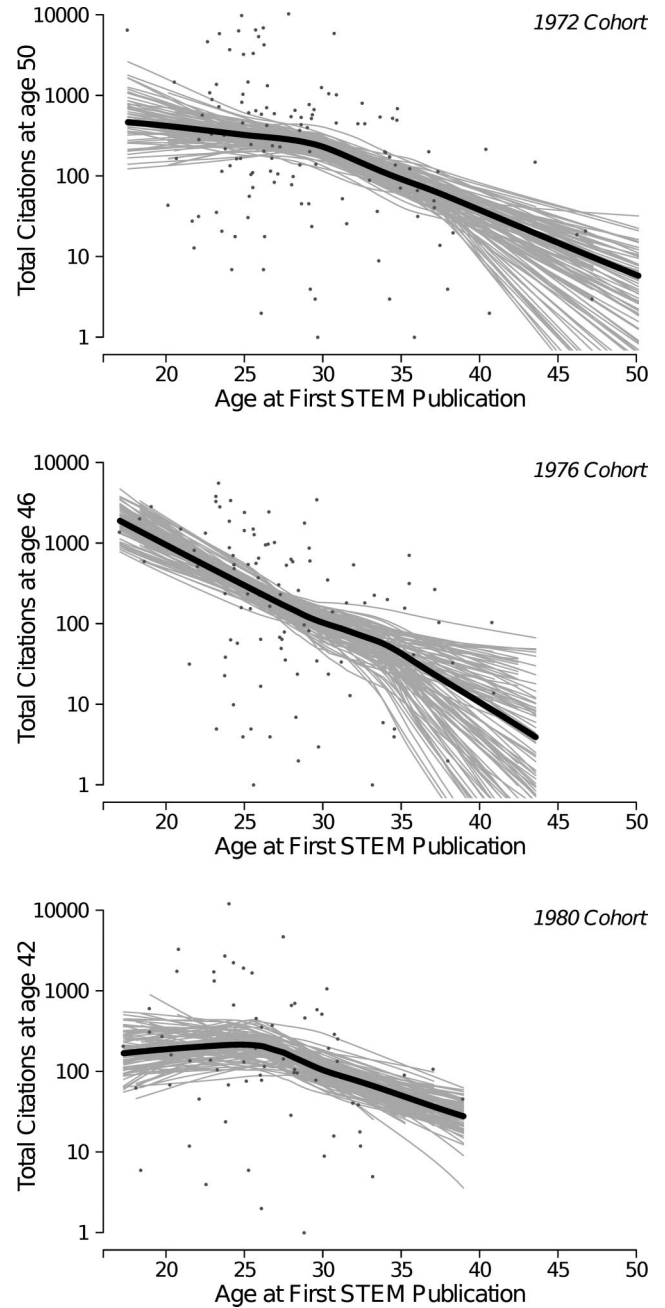 1972 Cohort
Total Citations at age 50
10000
1000
100
10
1
20 25 30 35 40 45 50
Age at First STEM Publication
1976 Cohort
Total Citations at age 46
10000
1000
100
10
1
20 25 30 35 40 45 50
Age at First STEM Publication
1980 Cohort
Total Citations at age 42
10000
1000
100
10
1
20 25 30 35 40 45 50
Age at First STEM Publication